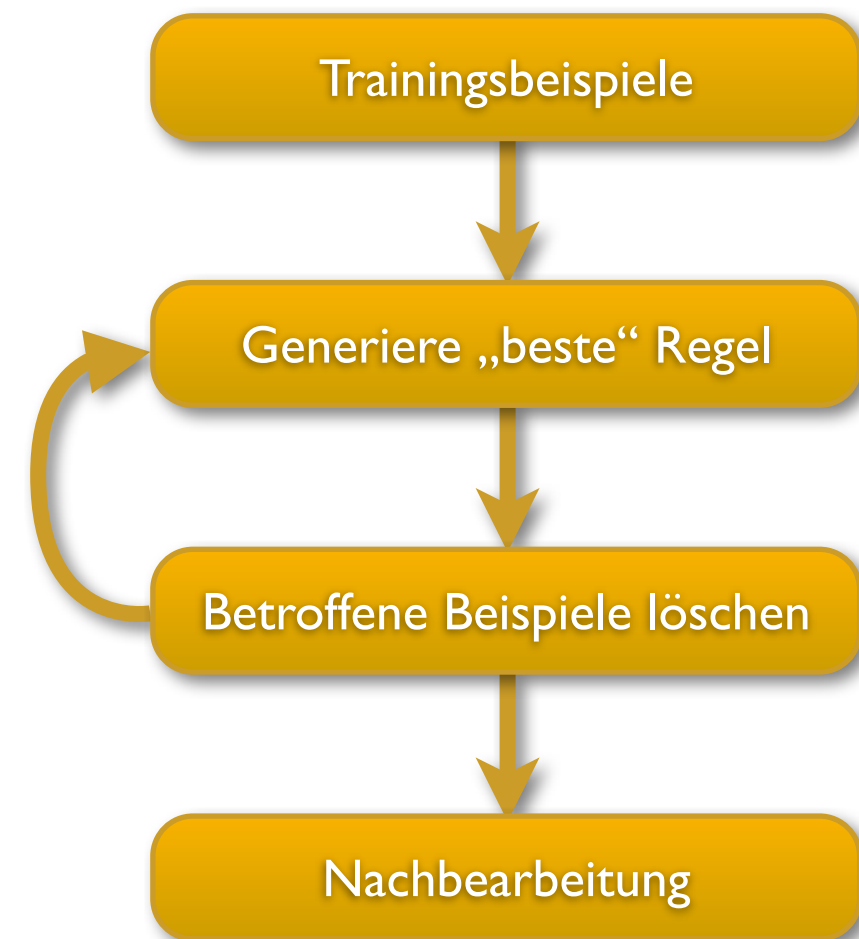 Trainingsbeispiele
Generiere „beste“ Regel
Betroffene Beispiele löschen
Nachbearbeitung